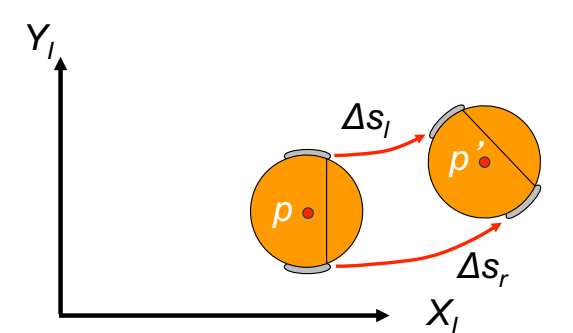 Y_I
Δs_l
p
p’
Δs_r
X_I